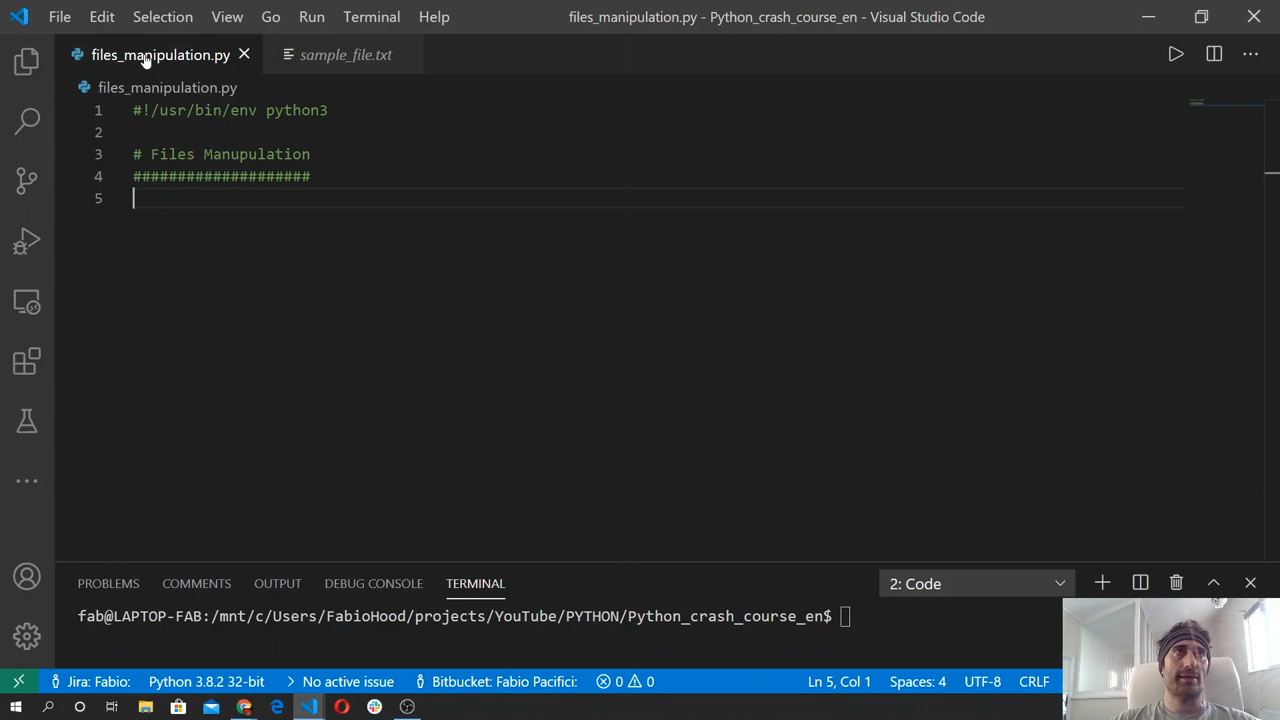 File Edit Selection View Go Run Terminal Help
files_manipulation.py - Python_crash_course_en - Visual Studio Code
files_manipulation.py
sample_file.txt
files_manipulation.py
1 #!/usr/bin/env python3
2
3 # Files Manupulation
4 ####################
5
PROBLEMS COMMENTS OUTPUT DEBUG CONSOLE TERMINAL
2: Code
fab@LAPTOP-FAB:/mnt/c/Users/FabioHood/projects/YouTube/PYTHON/Python_crash_course_en$
Jira: Fabio: Python 3.8.2 32-bit No active issue Bitbucket: Fabio Pacifici: 0 0 Ln 5, Col 1 Spaces: 4 UTF-8 CRLF